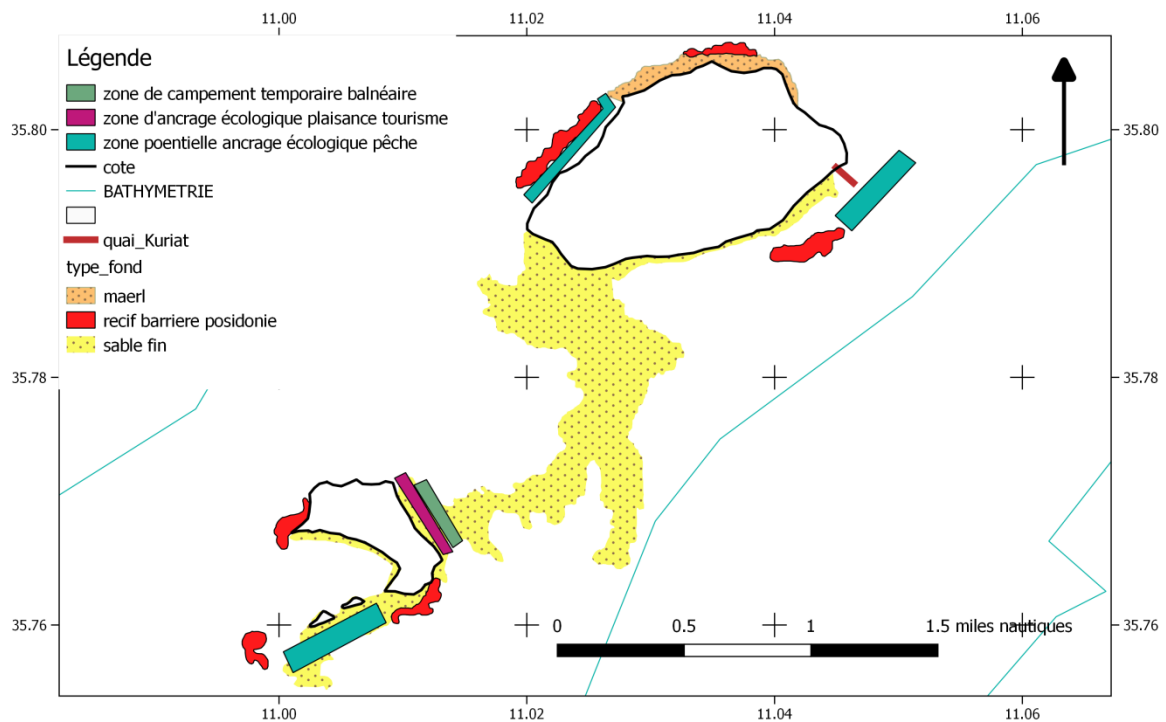 11.00 11.02 11.04 11.06
Légende
zone de campement temporaire balnéaire
zone d'ancrage écologique plaisance tourisme
zone poentielle ancrage écologique pêche
cote
BATHYMETRIE
quai_Kuriat
type_fond
maerl
recif barriere posidonie
sable fin
35.80 35.80
35.78 35.78
35.76 35.76
0 0.5 1 1.5 miles nautiques
11.00 11.02 11.04 11.06